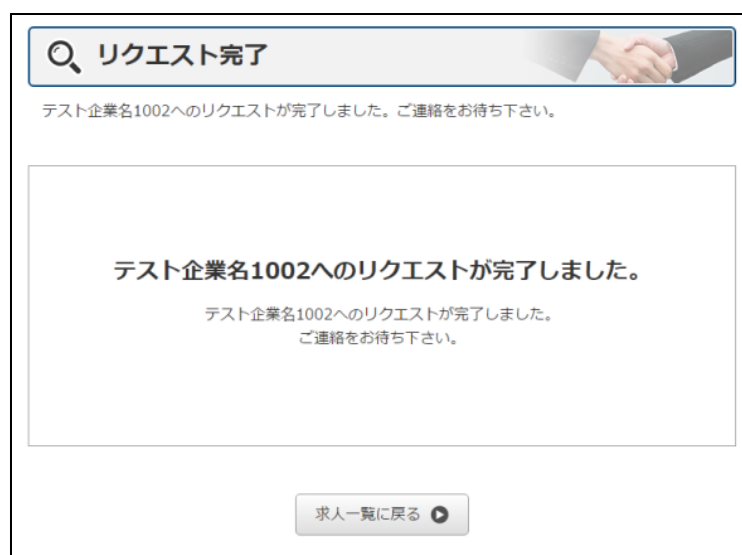 リクエスト完了
テスト企業名1002へのリクエストが完了しました。ご連絡をお待ち下さい。
テスト企業名1002へのリクエストが完了しました。
テスト企業名1002へのリクエストが完了しました。
ご連絡をお待ち下さい。
求人一覧に戻る